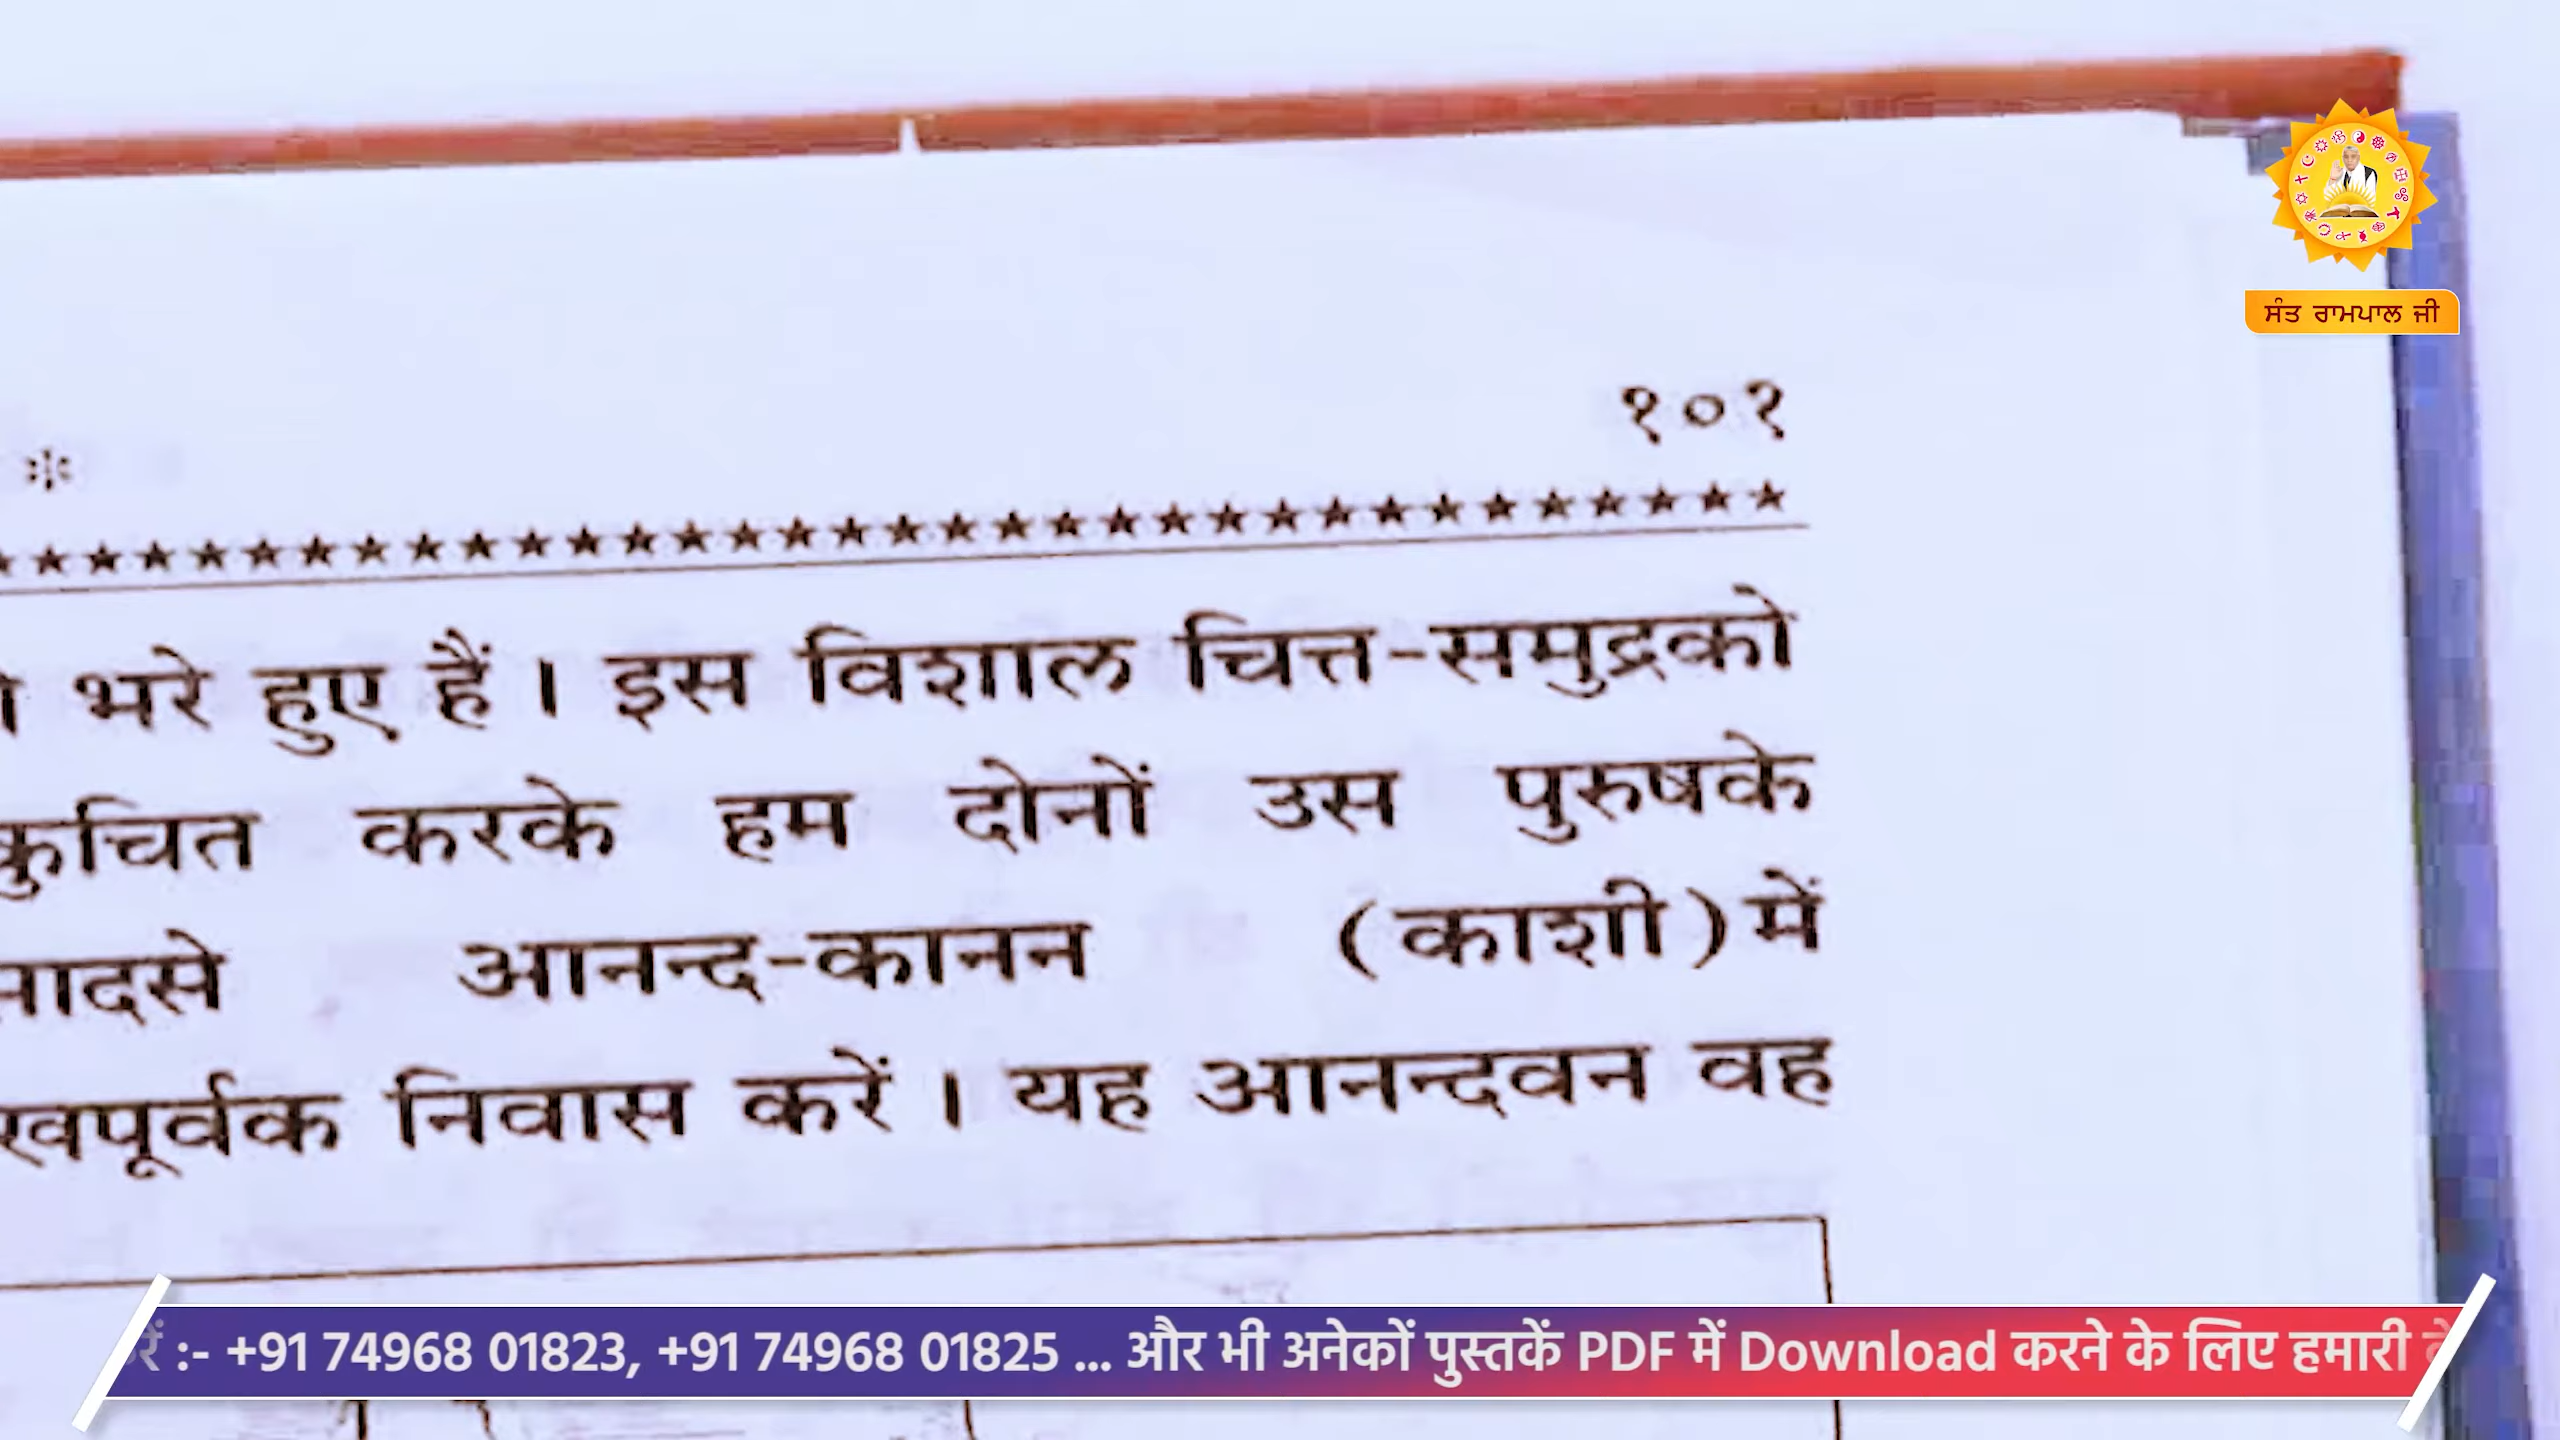 ਸੰਤ ਰਾਮਪਾਲ ਜੀ
१०१
भरे हुए हैं । इस विशाल चित्त-समुद्रको
करके हम दोनों उस पुरुषके
आनन्द-कानन (काशी)में
निवास करें । यह आनन्दवन वह
:- +91 74968 01823, +91 74968 01825 ... और भी अनेकों पुस्तकें PDF में Download करने के लिए हमारी